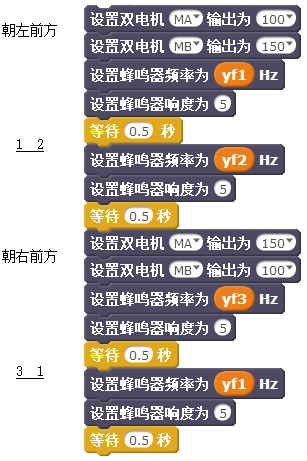 设置双电机 MA 输出为 100
朝左前方
设置双电机 MB 输出为 150
设置蜂鸣器频率为 yf1 Hz
设置蜂鸣器响度为 5
等待 0.5 秒
1 2
设置蜂鸣器频率为 yf2 Hz
设置蜂鸣器响度为 5
等待 0.5 秒
设置双电机 MA 输出为 150
朝右前方
设置双电机 MB 输出为 100
设置蜂鸣器频率为 yf3 Hz
设置蜂鸣器响度为 5
等待 0.5 秒
3 1
设置蜂鸣器频率为 yf1 Hz
设置蜂鸣器响度为 5
等待 0.5 秒